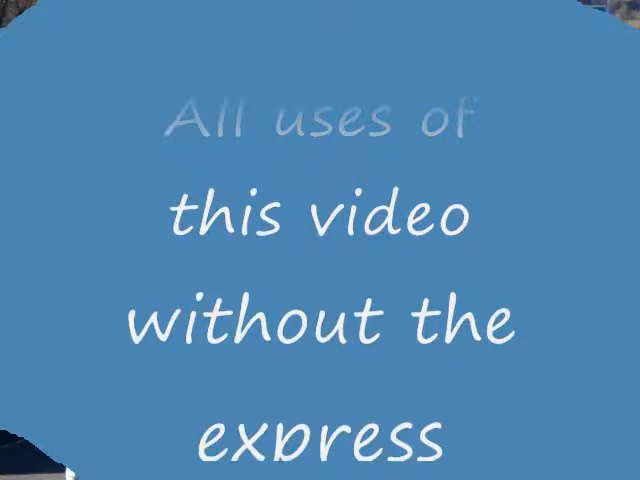 All uses of
this video
without the
express